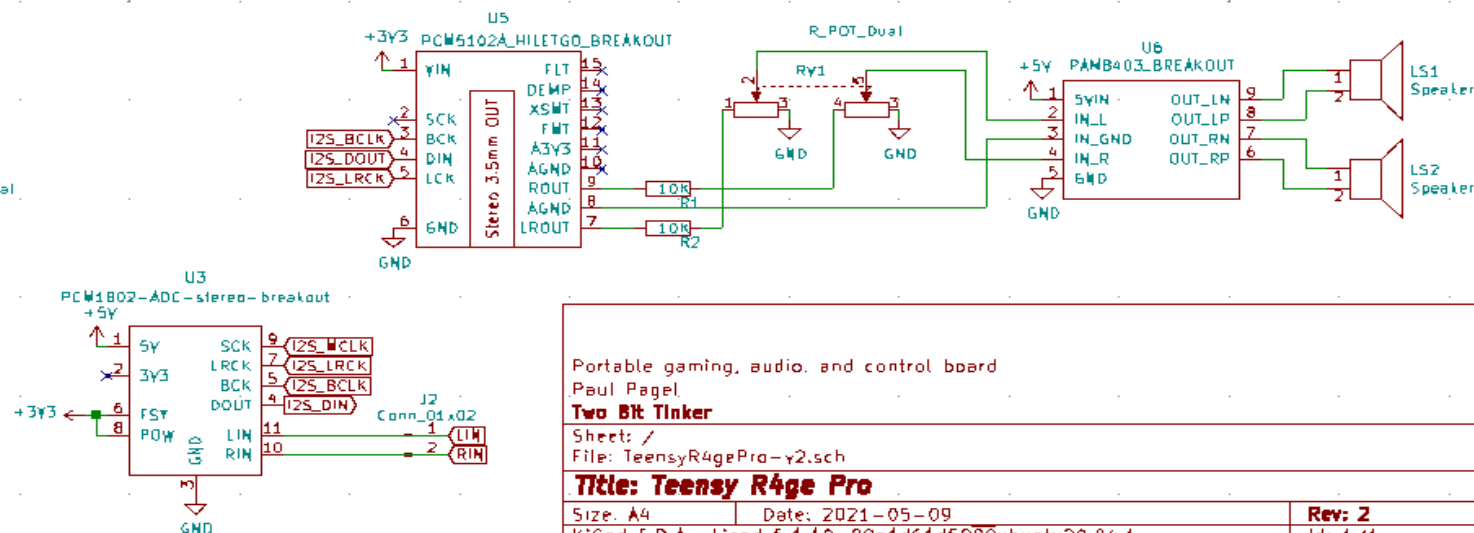 U5
+3V3 PCM5102A_HILETGO_BREAKOUT
1 VIN
2 SCK
I2S_BCLK 3 BCK
I2S_DOUT 4 DIN
I2S_LRCK 5 LCK
6 GND
GND
Stereo 3.5mm OUT
FLT 15
DEMP 14
XSMT 13
FMT 12
A3V3 11
AGND 10
ROUT 9
AGND 8
LROUT 7
10K
R1
10K
R2
R_POT_Dual
RV1
2
5
1 3
4 3
GND
GND
U6
+5V PAM8403_BREAKOUT
1 5VIN
2 IN_L
3 IN_GND
4 IN_R
5 GND
GND
OUT_LN 9
OUT_LP 8
OUT_RN 7
OUT_RP 6
1
2
LS1
Speaker
1
2
LS2
Speaker
al
U3
PCM1802-ADC-stereo-breakout
+5V
1 5V
2 3V3
+3V3 6 FSY
8 POW
GND
3
GND
SCK 9 I2S_MCLK
LRCK 7 I2S_LRCK
BCK 5 I2S_BCLK
DOUT 4 I2S_DIN
LIN 11
RIN 10
J2
Conn_01x02
1 LIN
2 RIN
Portable gaming, audio, and control board
Paul Pagel
Two Bit Tinker
Sheet: /
File: TeensyR4gePro-v2.sch
Title: Teensy R4ge Pro
Size: A4 Date: 2021-05-09 Rev: 2